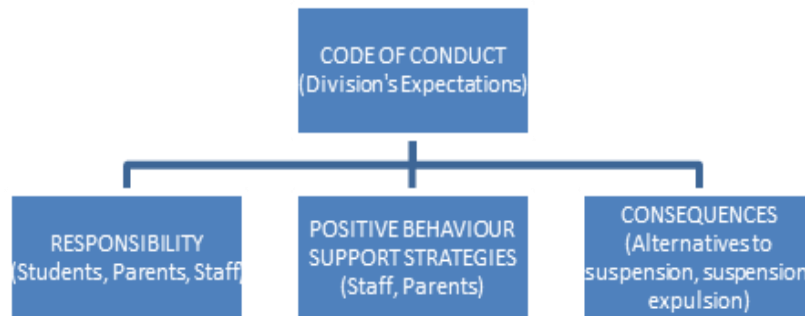 CODE OF CONDUCT
(Division's Expectations)
RESPONSIBILITY
(Students, Parents, Staff)
POSITIVE BEHAVIOUR
SUPPORT STRATEGIES
(Staff, Parents)
CONSEQUENCES
(Alternatives to
suspension, suspension
expulsion)